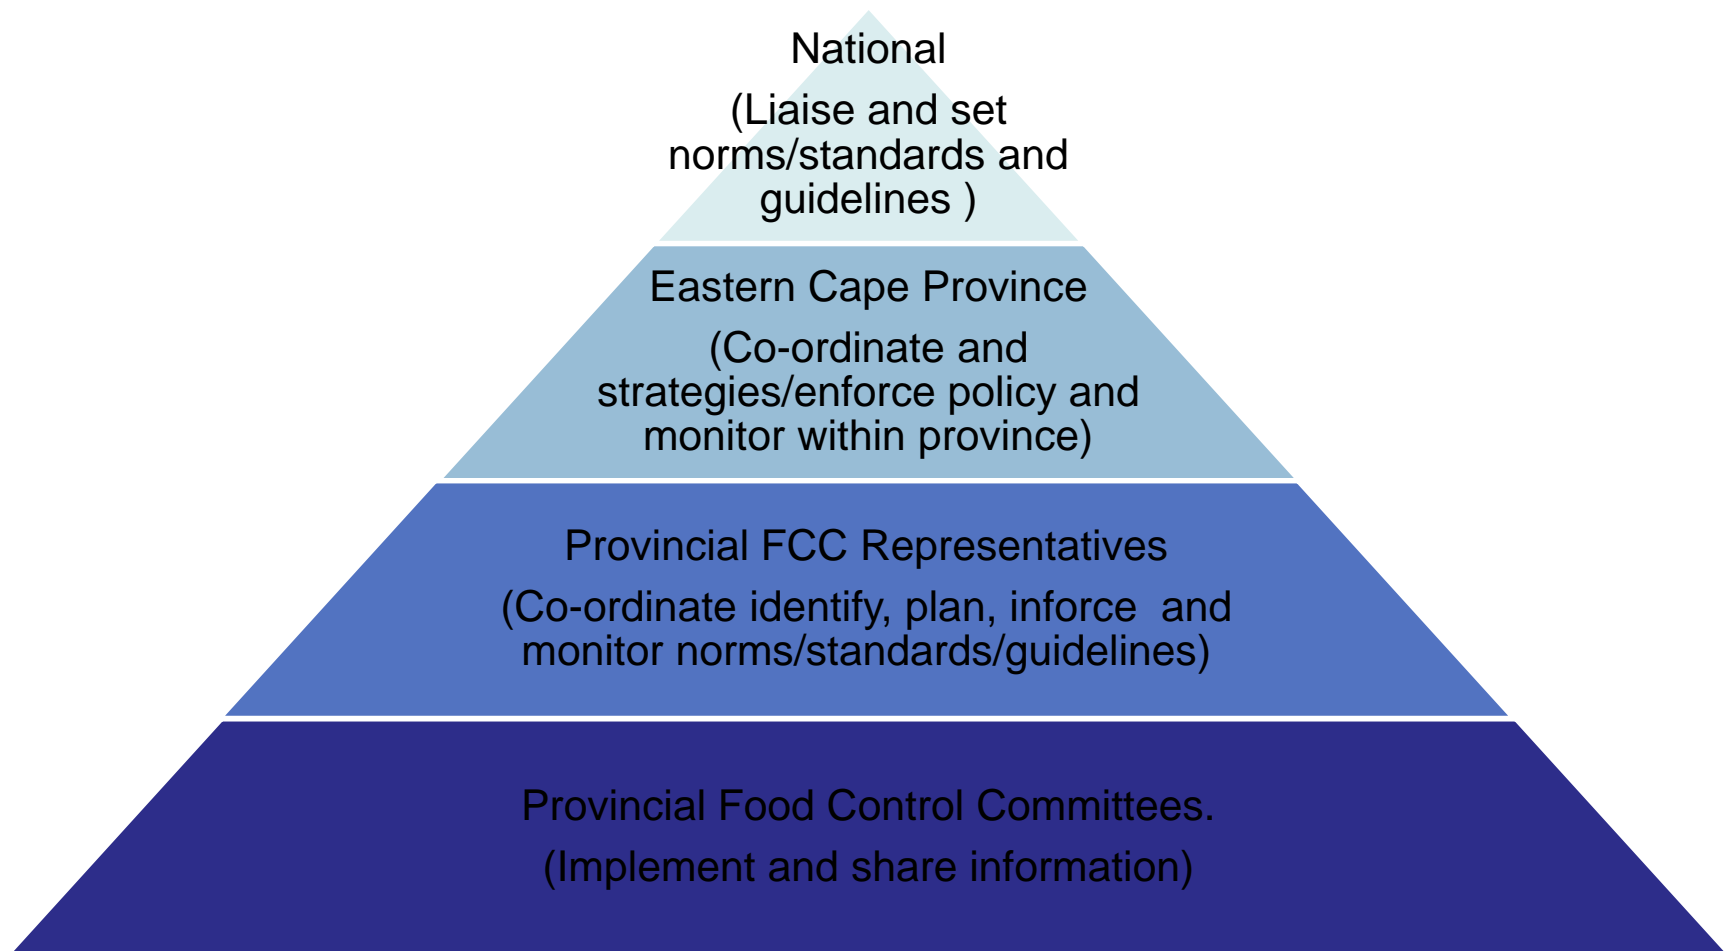 National
(Liaise and set
norms/standards and
guidelines )
Eastern Cape Province
(Co-ordinate and
strategies/enforce policy and
monitor within province)
Provincial FCC Representatives
(Co-ordinate identify, plan, inforce  and
monitor norms/standards/guidelines)
Provincial Food Control Committees.
(Implement and share information)